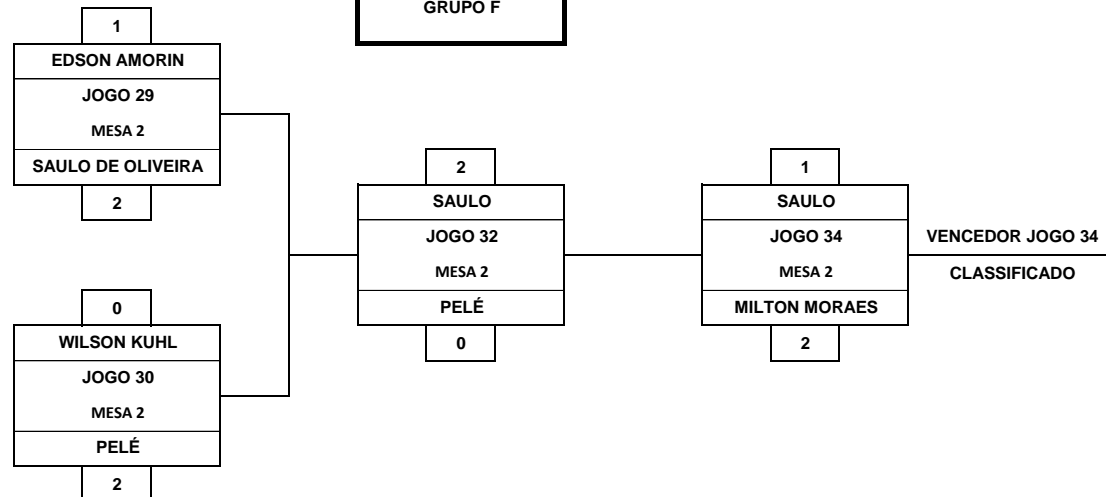 GRUPO F
1
EDSON AMORIN
JOGO 29
MESA 2
SAULO DE OLIVEIRA
2
0
WILSON KUHL
JOGO 30
MESA 2
PELÉ
2
2
SAULO
JOGO 32
MESA 2
PELÉ
0
1
SAULO
JOGO 34
MESA 2
MILTON MORAES
2
VENCEDOR JOGO 34
CLASSIFICADO